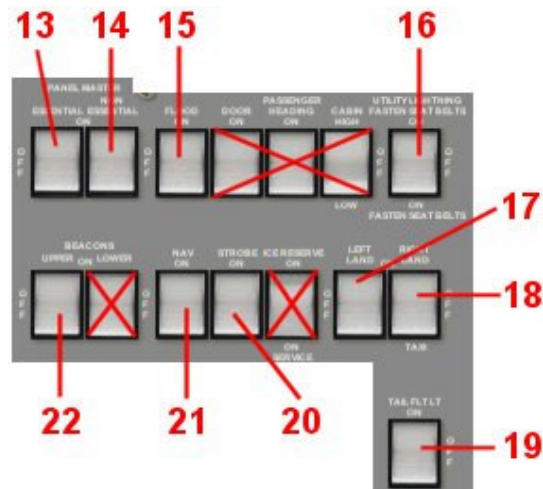 13 14 15 16
PANEL MASTER
NON
ESSENTIAL ESSENTIAL
ON
FLOOD
ON
DOOR
ON
PASSENGER
HEADING
ON
CABIN
HIGH
LOW
UTILITY LIGHTNING
FASTEN SEAT BELTS
ON
OFF
OFF
OFF
OFF
ON
FASTEN SEAT BELTS
17
BEACONS
UPPER ON LOWER
NAV
ON
STROBE
ON
ICE RESERVE
ON
LEFT
LAND
ON
RIGHT
LAND
18
OFF
OFF
OFF
OFF
ON
SERVICE
TAXI
22 21 20
TAIL FLT LT
ON
19
OFF